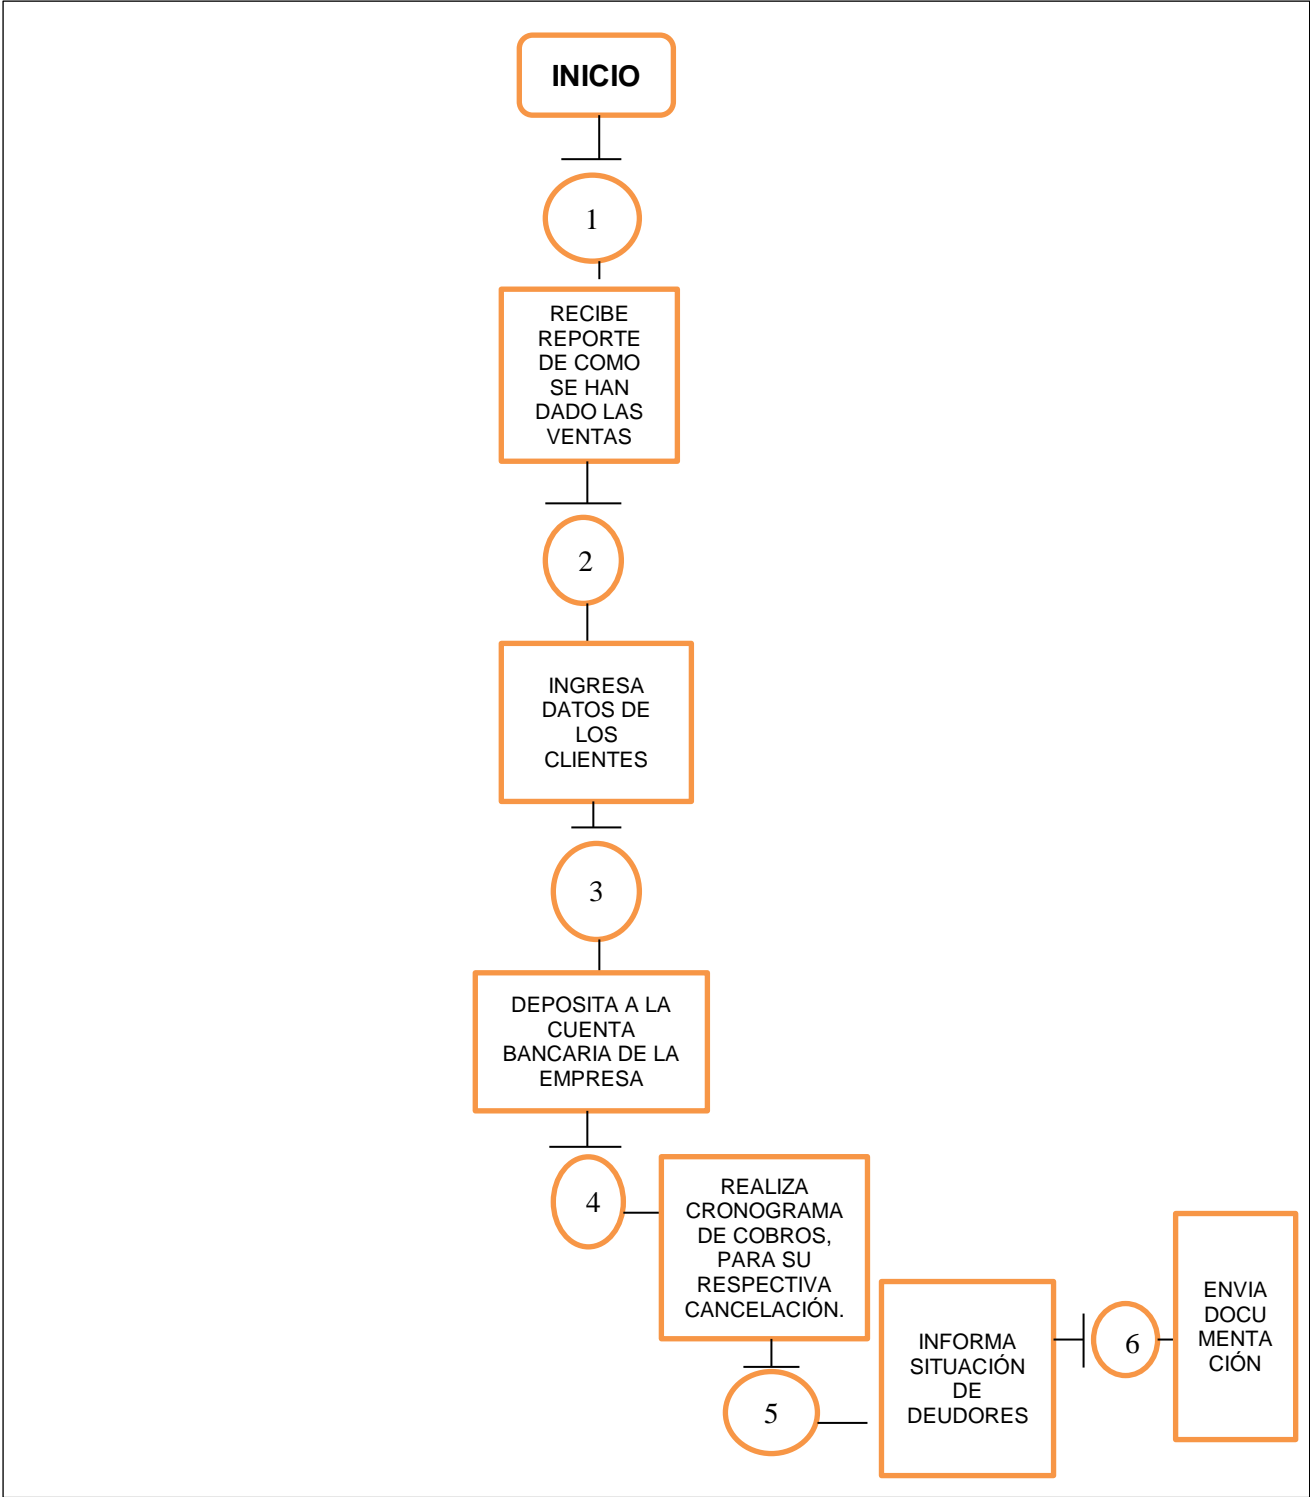 INICIO
1
RECIBE
REPORTE
DE COMO
SE HAN
DADO LAS
VENTAS
2
INGRESA
DATOS DE
LOS
CLIENTES
3
DEPOSITA A LA
CUENTA
BANCARIA DE LA
EMPRESA
4
REALIZA
CRONOGRAMA
DE COBROS,
PARA SU
RESPECTIVA
CANCELACIÓN.
5
INFORMA
SITUACIÓN
DE
DEUDORES
6
ENVIA
DOCU
MENTA
CIÓN